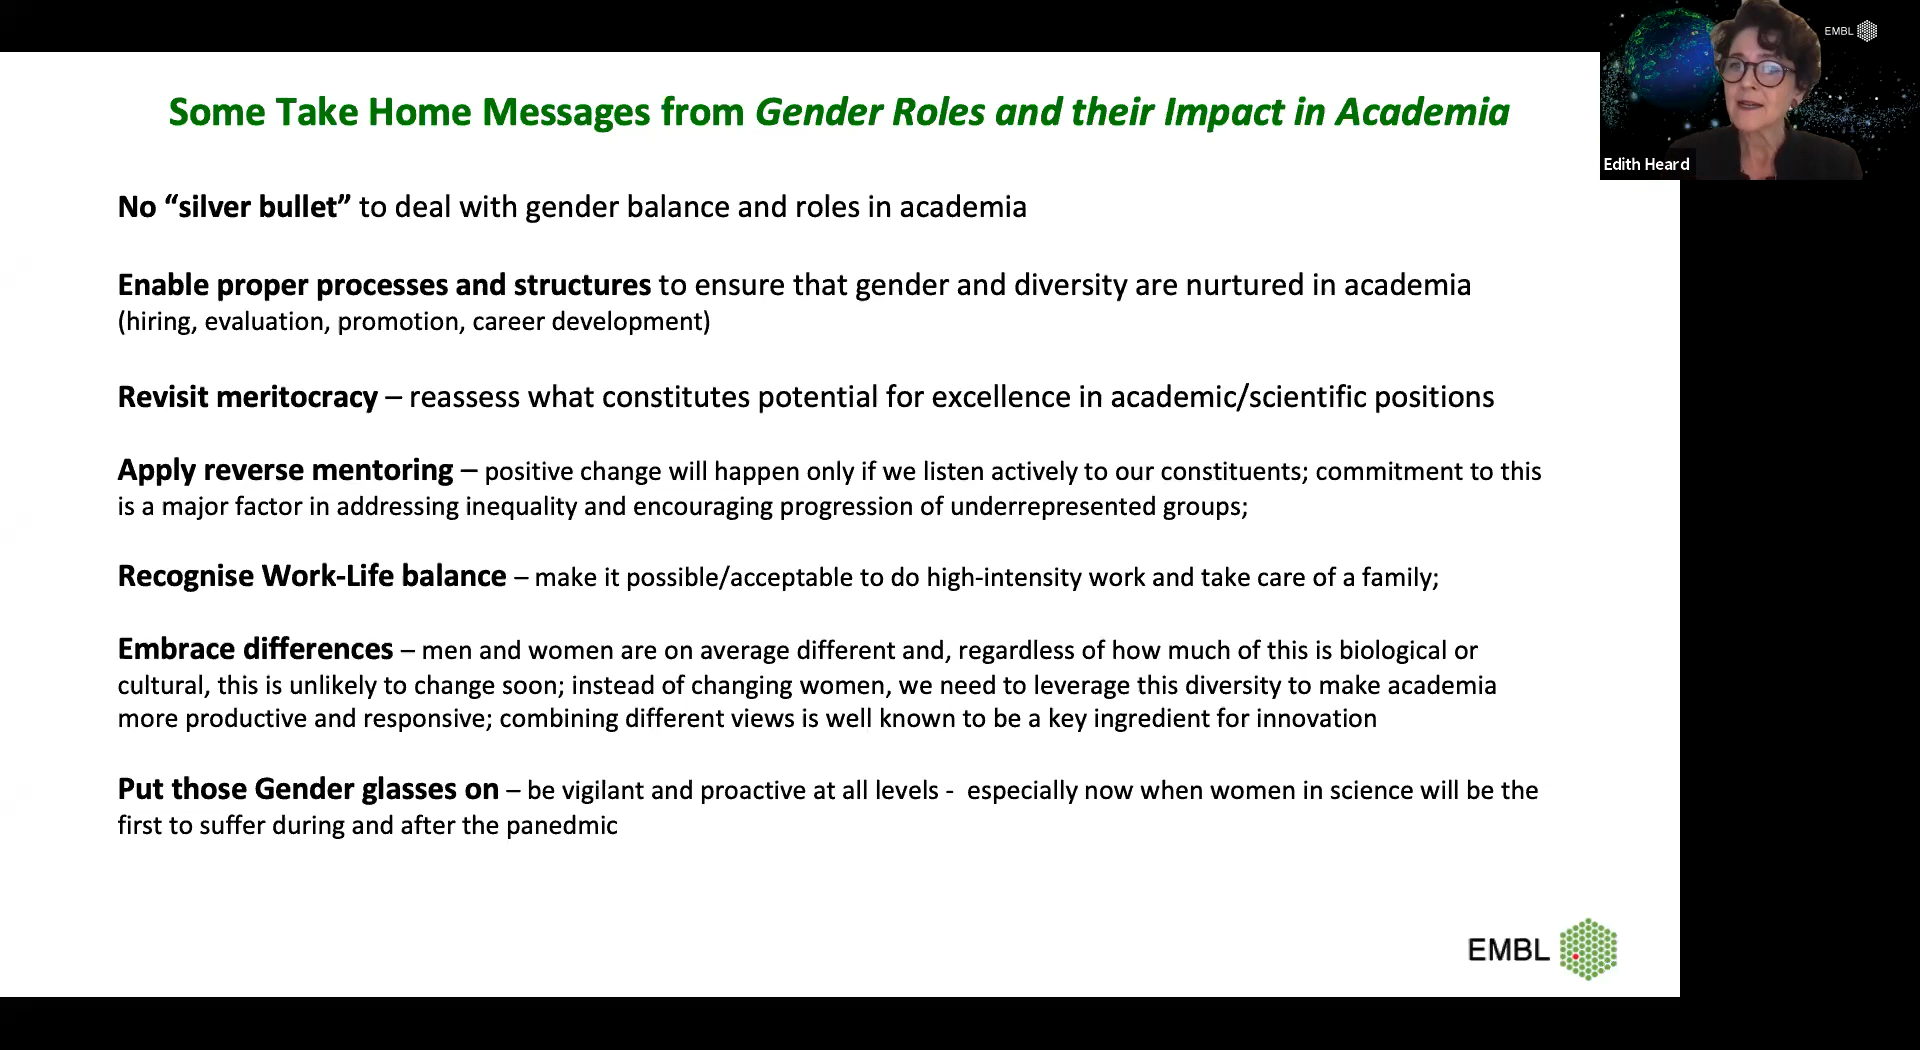 Some Take Home Messages from Gender Roles and their Impact in Academia
EMBL
Edith Heard
No “silver bullet” to deal with gender balance and roles in academia
Enable proper processes and structures to ensure that gender and diversity are nurtured in academia
(hiring, evaluation, promotion, career development)
Revisit meritocracy – reassess what constitutes potential for excellence in academic/scientific positions
Apply reverse mentoring – positive change will happen only if we listen actively to our constituents; commitment to this
is a major factor in addressing inequality and encouraging progression of underrepresented groups;
Recognise Work-Life balance – make it possible/acceptable to do high-intensity work and take care of a family;
Embrace differences – men and women are on average different and, regardless of how much of this is biological or
cultural, this is unlikely to change soon; instead of changing women, we need to leverage this diversity to make academia
more productive and responsive; combining different views is well known to be a key ingredient for innovation
Put those Gender glasses on – be vigilant and proactive at all levels -  especially now when women in science will be the
first to suffer during and after the panedmic
EMBL